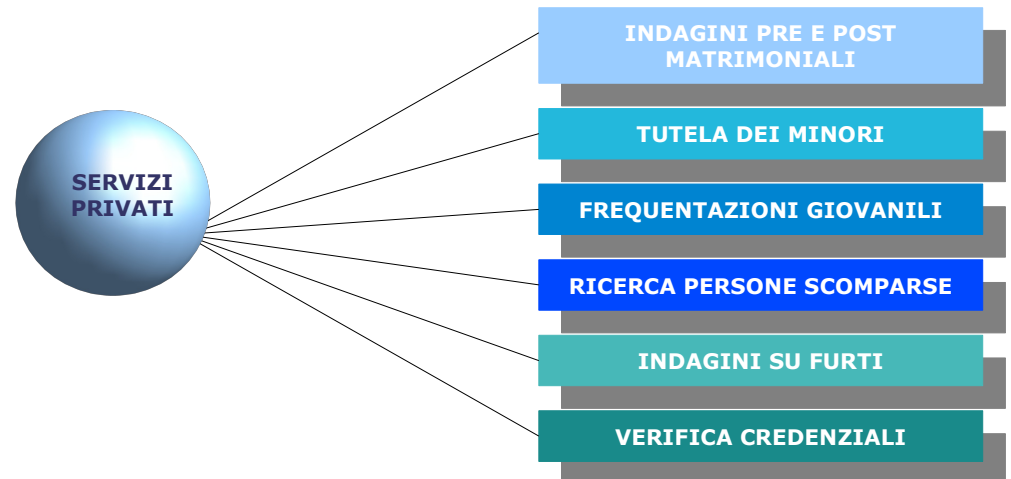 SERVIZI
PRIVATI
INDAGINI PRE E POST
MATRIMONIALI
TUTELA DEI MINORI
FREQUENTAZIONI GIOVANILI
RICERCA PERSONE SCOMPARSE
INDAGINI SU FURTI
VERIFICA CREDENZIALI